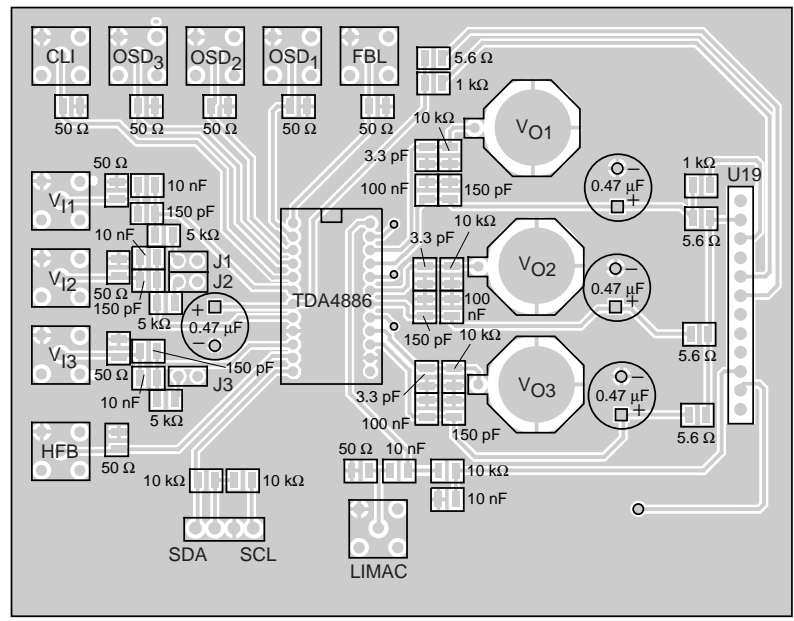 CLI
OSD3
OSD2
OSD1
FBL
5.6 Ω
1 kΩ
50 Ω
50 Ω
50 Ω
50 Ω
50 Ω
10 kΩ
VO1
3.3 pF
100 nF
150 pF
0.47 µF
−
+
1 kΩ
U19
5.6 Ω
VI1
50 Ω
10 nF
150 pF
5 kΩ
10 nF
VI2
50 Ω
J1
J2
150 pF
5 kΩ
+
0.47 µF
−
TDA4886
3.3 pF
10 kΩ
VO2
100
nF
150 pF
−
0.47 µF
+
5.6 Ω
VI3
50 Ω
150 pF
J3
10 nF
5 kΩ
10 kΩ
VO3
3.3 pF
100 nF
150 pF
−
0.47 µF
+
5.6 Ω
HFB
50 Ω
10 kΩ
10 kΩ
SDA
SCL
50 Ω
10 nF
10 kΩ
10 nF
LIMAC